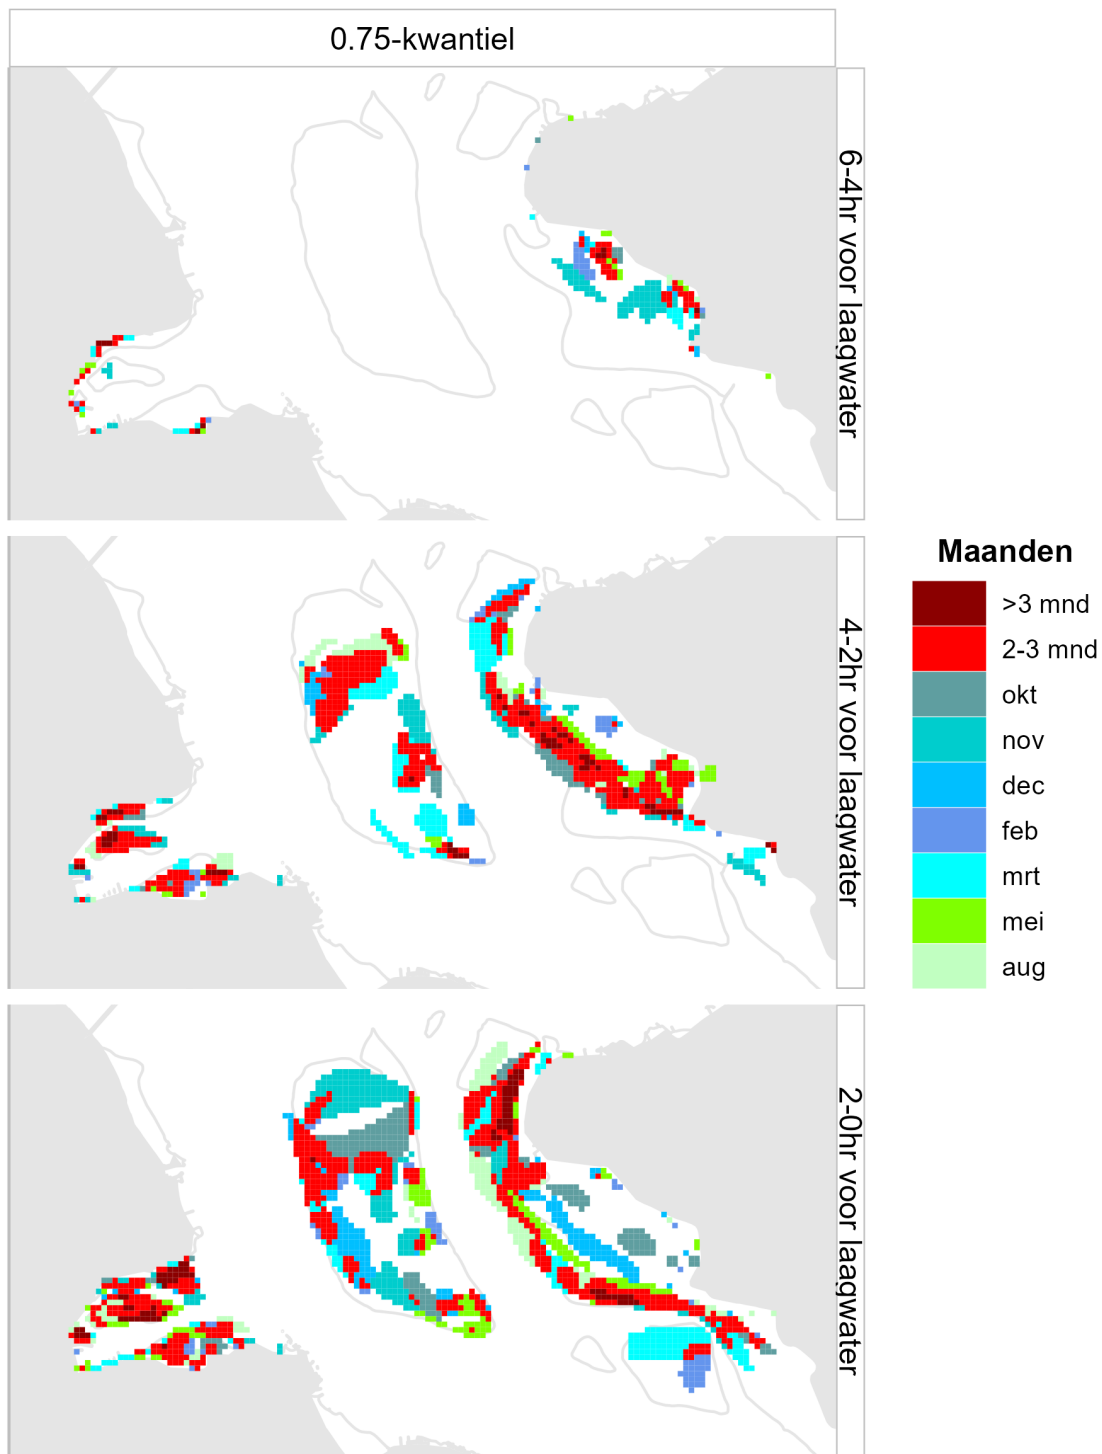 0.75-kwantiel
6-4hr voor laagwater
4-2hr voor laagwater
2-0hr voor laagwater
Maanden
>3 mnd
2-3 mnd
okt
nov
dec
feb
mrt
mei
aug